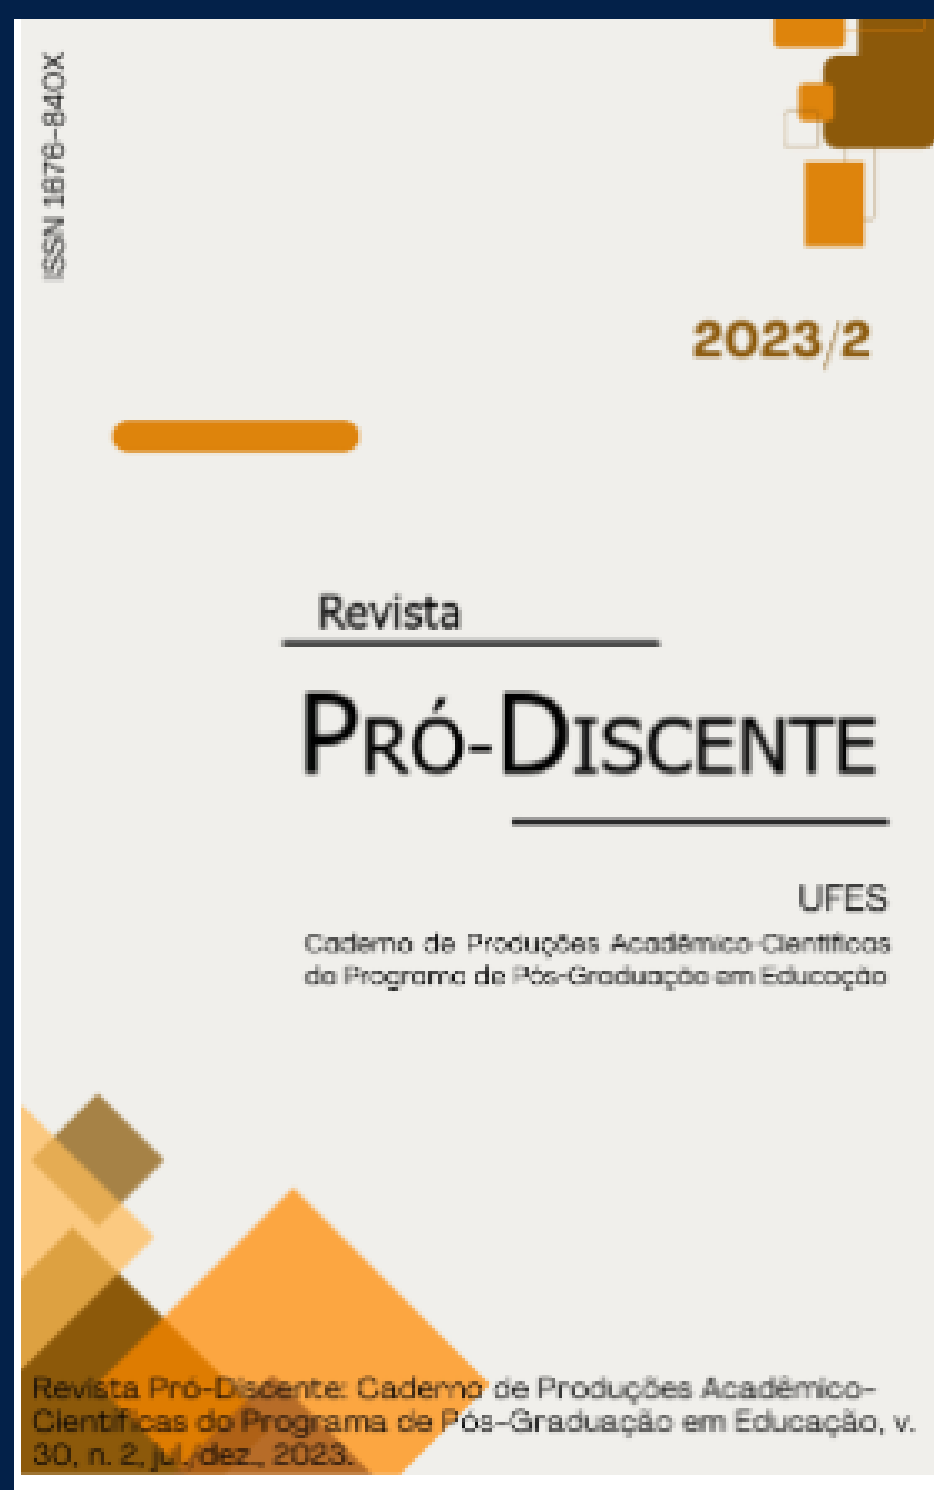 ISSN 1676-840X
2023/2
Revista
PRÓ-DISCENTE
UFES
Caderno de Produções Acadêmico-Científicas
do Programa de Pós-Graduação em Educação
Revista Pró-Discente: Caderno de Produções Acadêmico-
Científicas do Programa de Pós-Graduação em Educação, v.
30, n. 2, jul./dez., 2023.